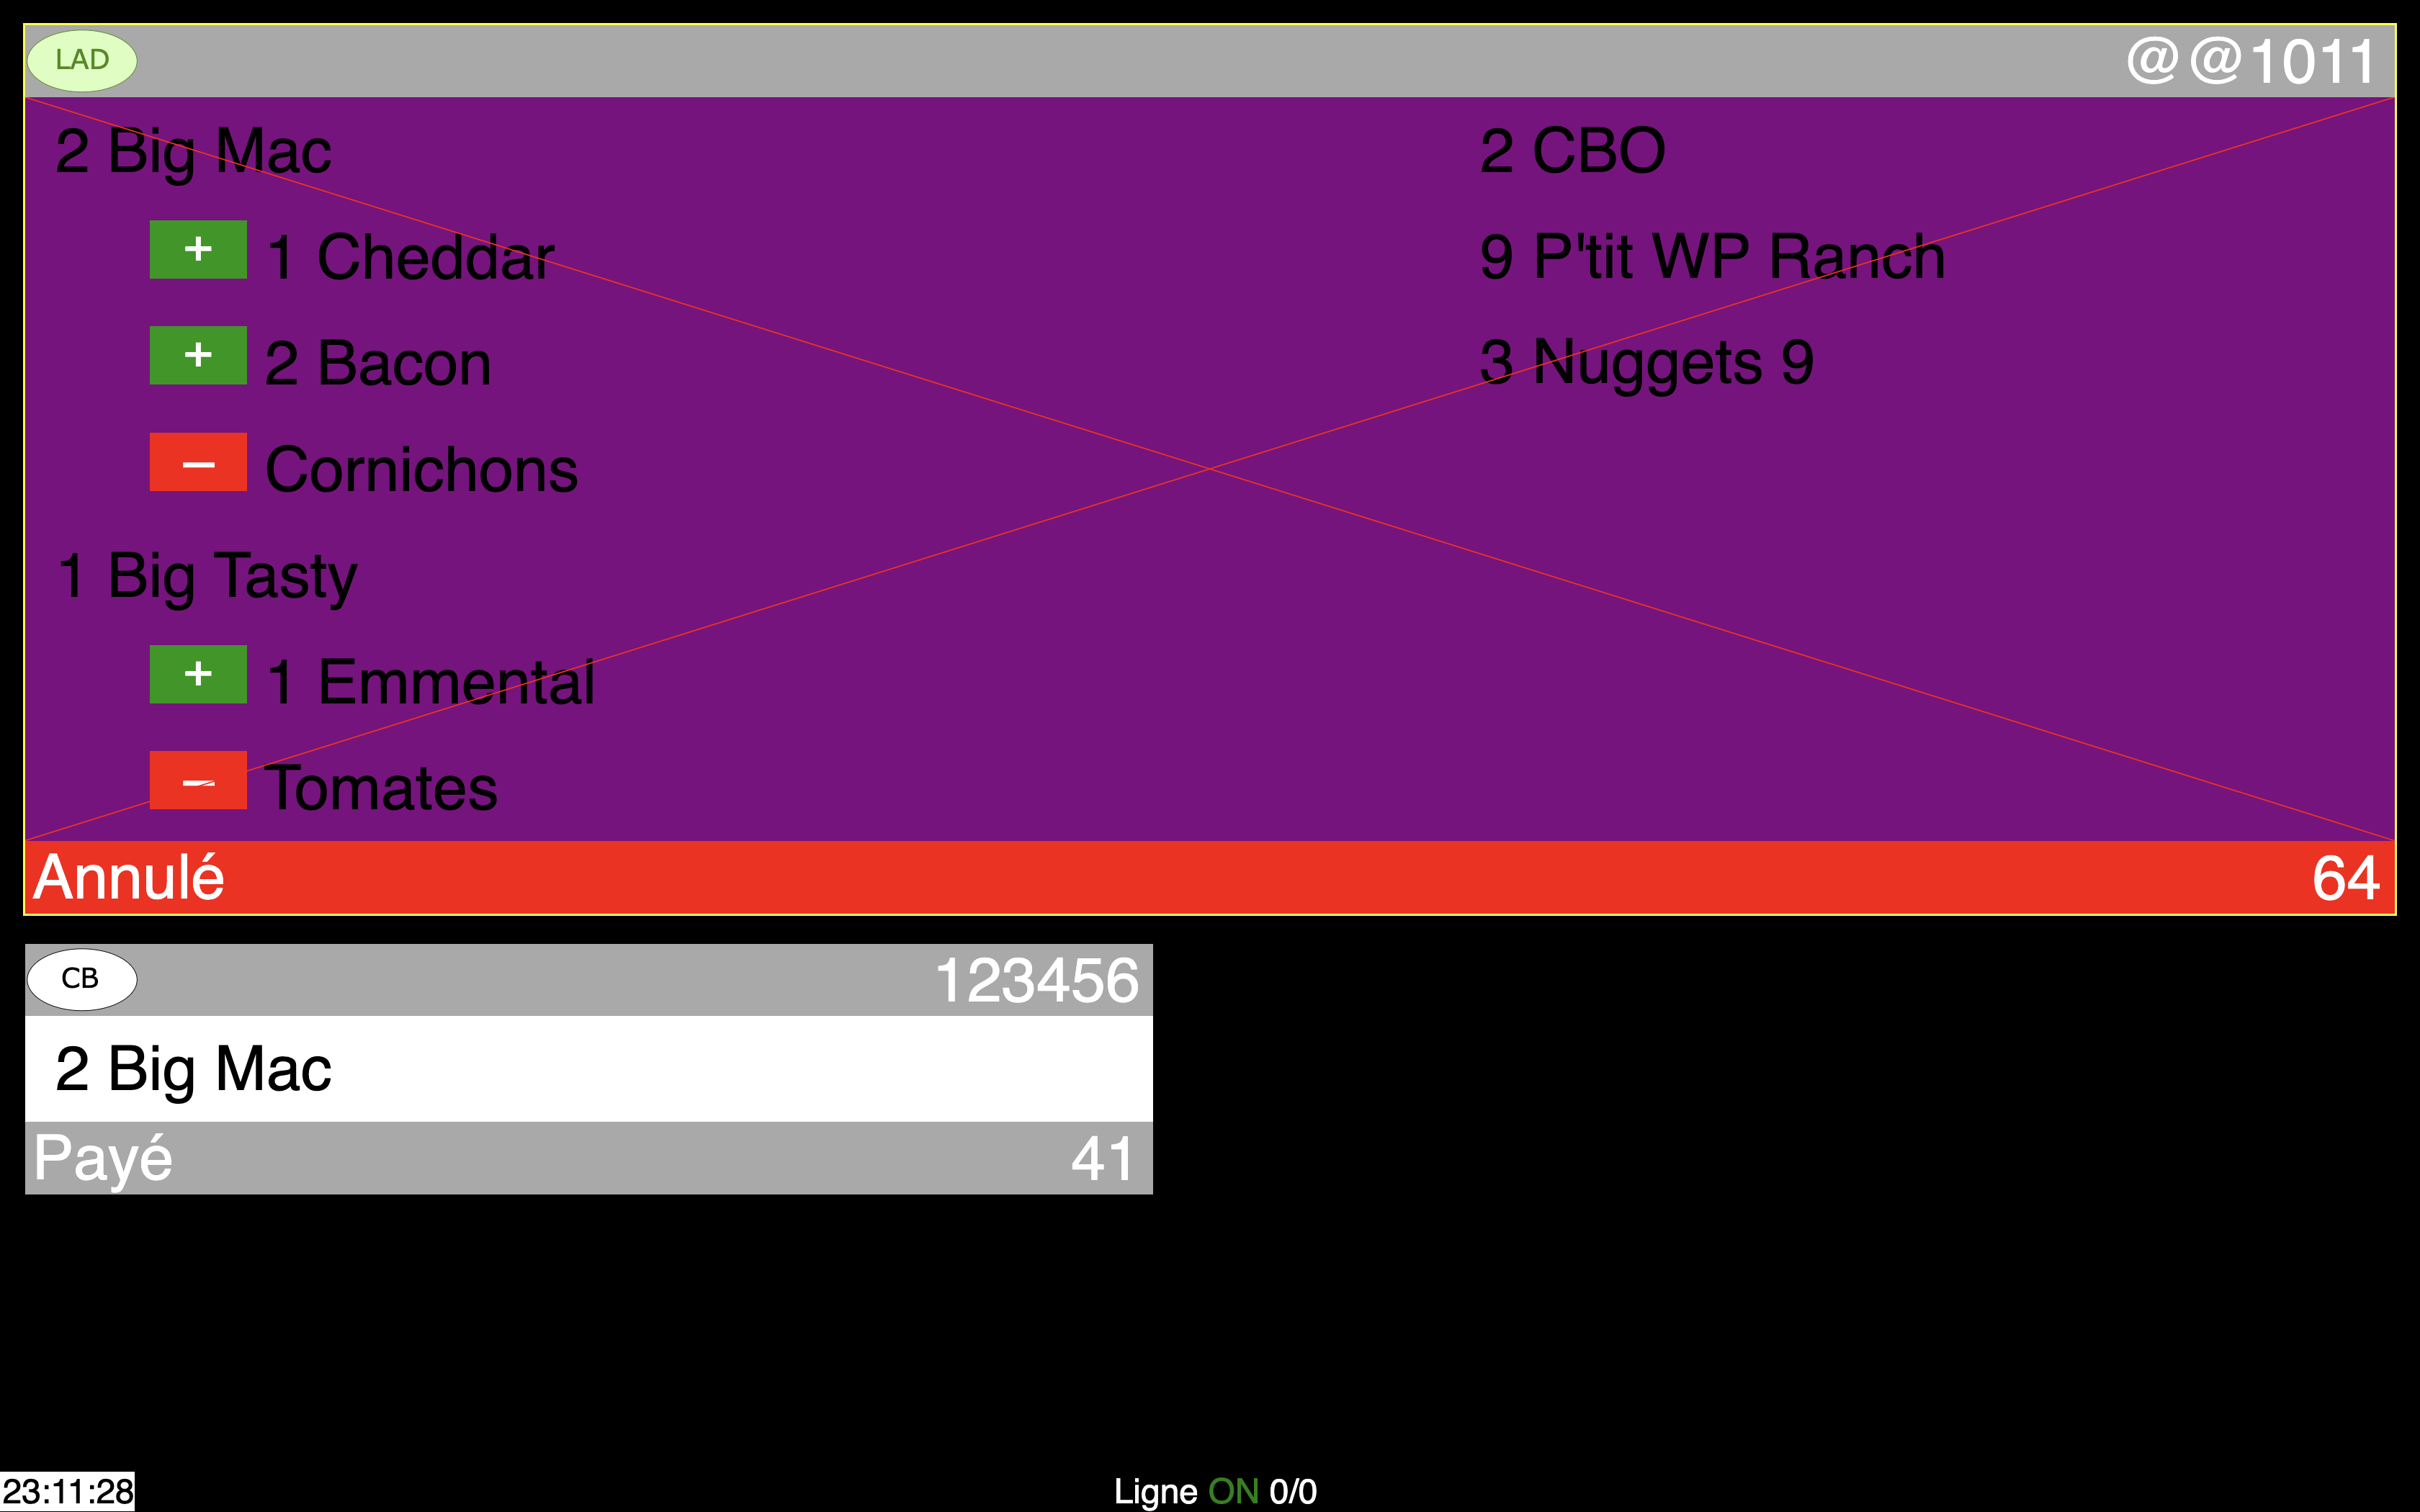 LAD @@1011
2 Big Mac
+ 1 Cheddar
+ 2 Bacon
− Cornichons
1 Big Tasty
+ 1 Emmental
− Tomates
2 CBO
9 P'tit WP Ranch
3 Nuggets 9
Annulé 64
CB 123456
2 Big Mac
Payé 41
23:11:28 Ligne ON 0/0